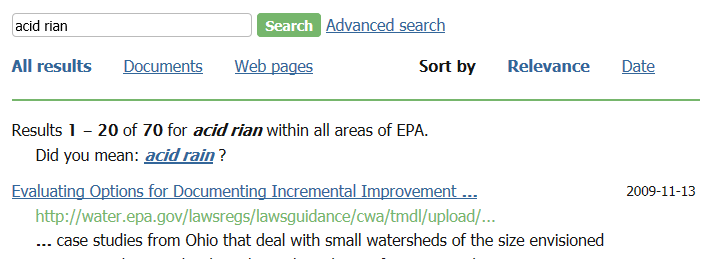 acid rian Search Advanced search
All results Documents Web pages Sort by Relevance Date
Results 1 – 20 of 70 for acid rian within all areas of EPA.
Did you mean: acid rain ?
Evaluating Options for Documenting Incremental Improvement ... 2009-11-13
http://water.epa.gov/lawsregs/lawsguidance/cwa/tmdl/upload/...
... case studies from Ohio that deal with small watersheds of the size envisioned